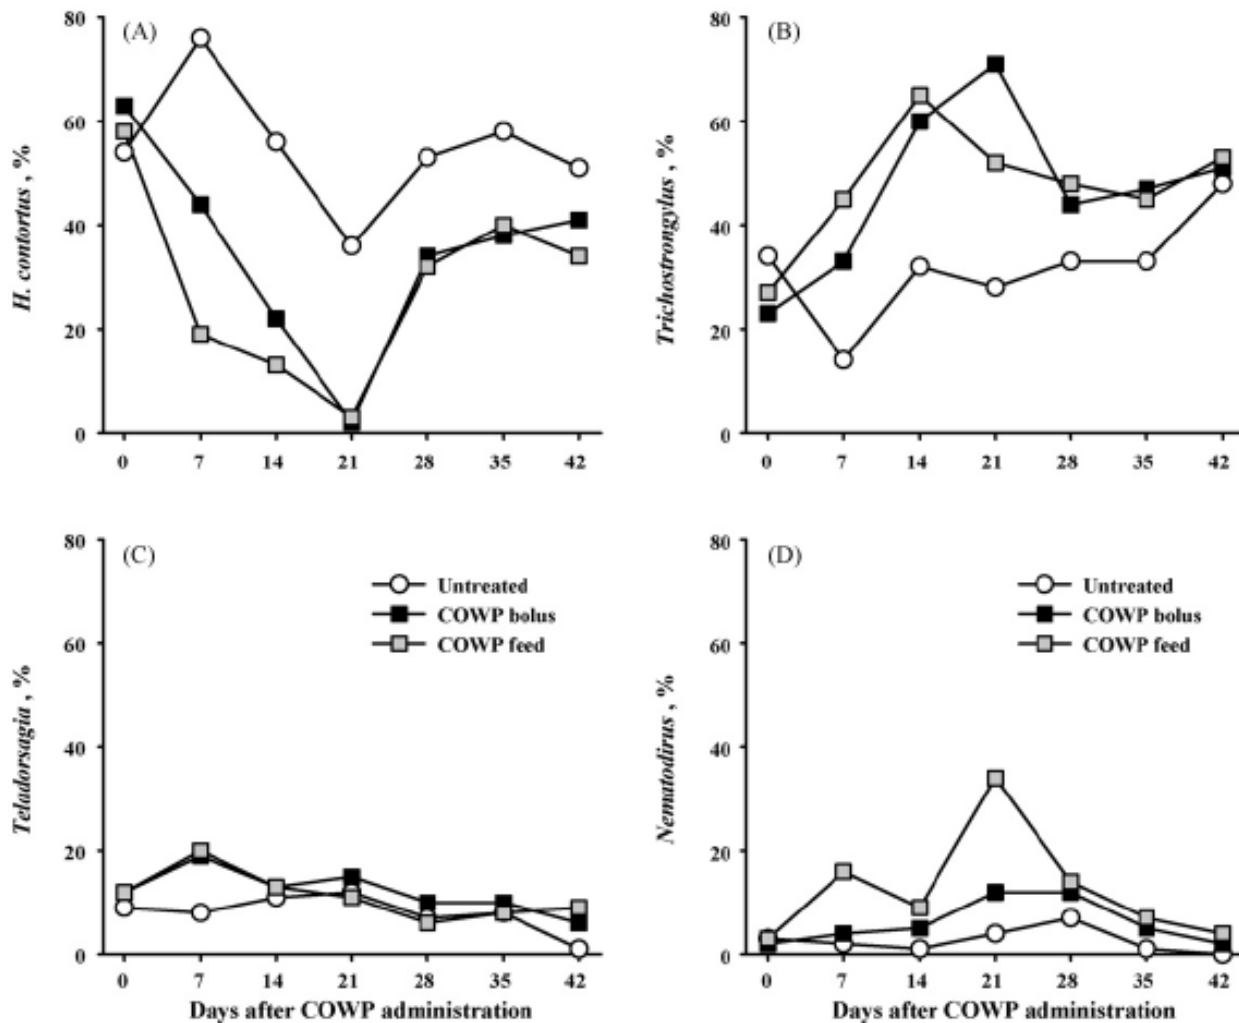 (A)
H. contortus , %
80
60
40
20
0
0 7 14 21 28 35 42
(B)
Trichostrongylus , %
80
60
40
20
0
0 7 14 21 28 35 42
(C)
Teladorsagia , %
80
60
40
20
0
Untreated
COWP bolus
COWP feed
0 7 14 21 28 35 42
Days after COWP administration
(D)
Nematodirus , %
80
60
40
20
0
Untreated
COWP bolus
COWP feed
0 7 14 21 28 35 42
Days after COWP administration